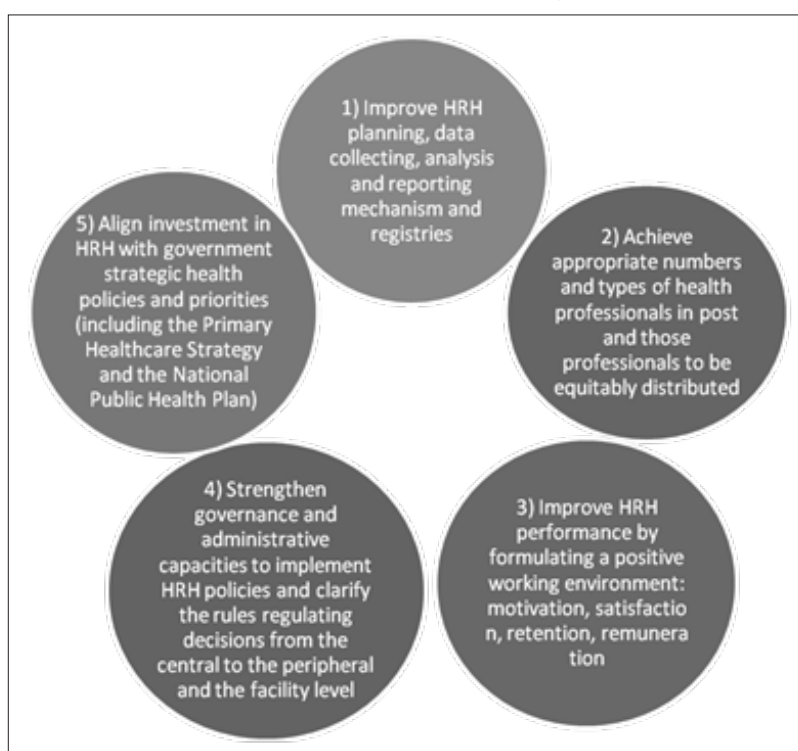 1) Improve HRH
planning, data
collecting, analysis
and reporting
mechanism and
registries
2) Achieve
appropriate numbers
and types of health
professionals in post
and those
professionals to be
equitably distributed
3) Improve HRH
performance by
formulating a positive
working environment:
motivation, satisfactio
n, retention, remunera
tion
4) Strengthen
governance and
administrative
capacities to implement
HRH policies and clarify
the rules regulating
decisions from the
central to the peripheral
and the facility level
5) Align investment in
HRH with government
strategic health
policies and priorities
(including the Primary
Healthcare Strategy
and the National
Public Health Plan)